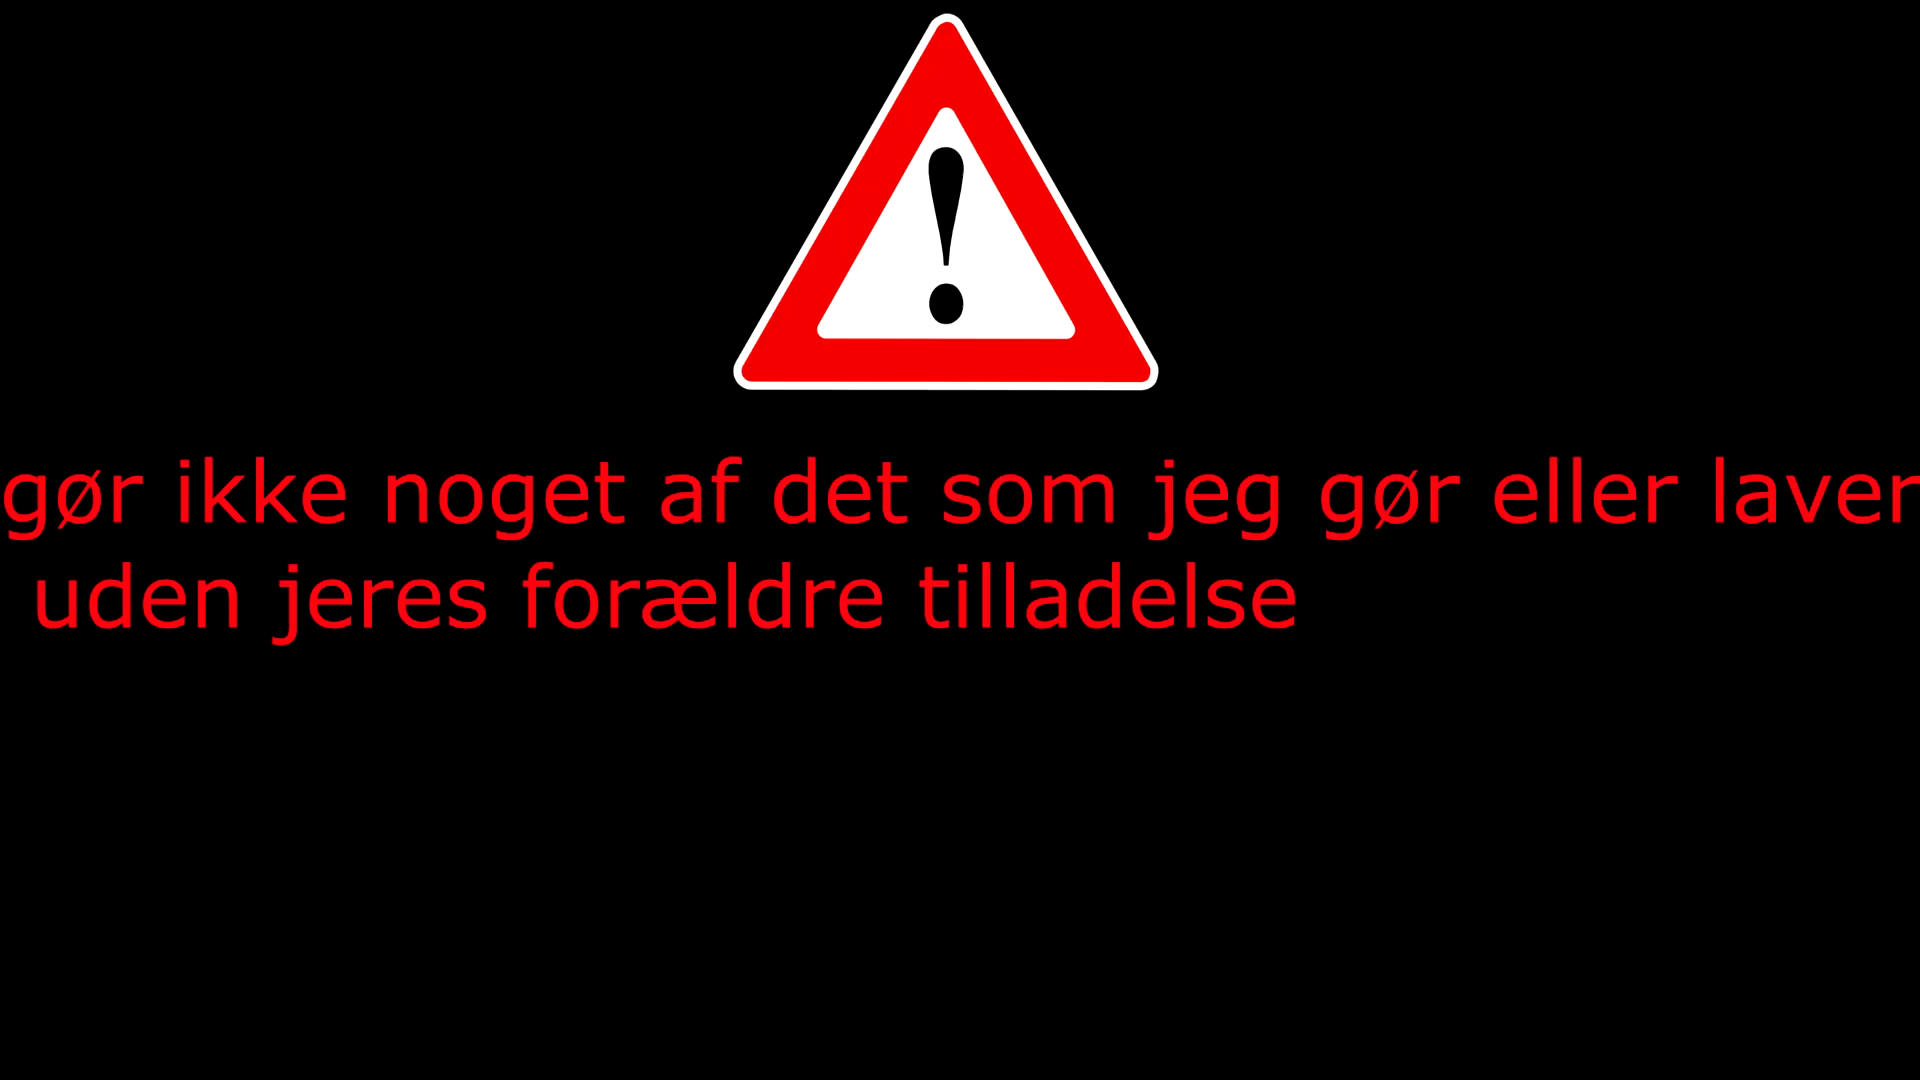 gør ikke noget af det som jeg gør eller laver
uden jeres forældre tilladelse